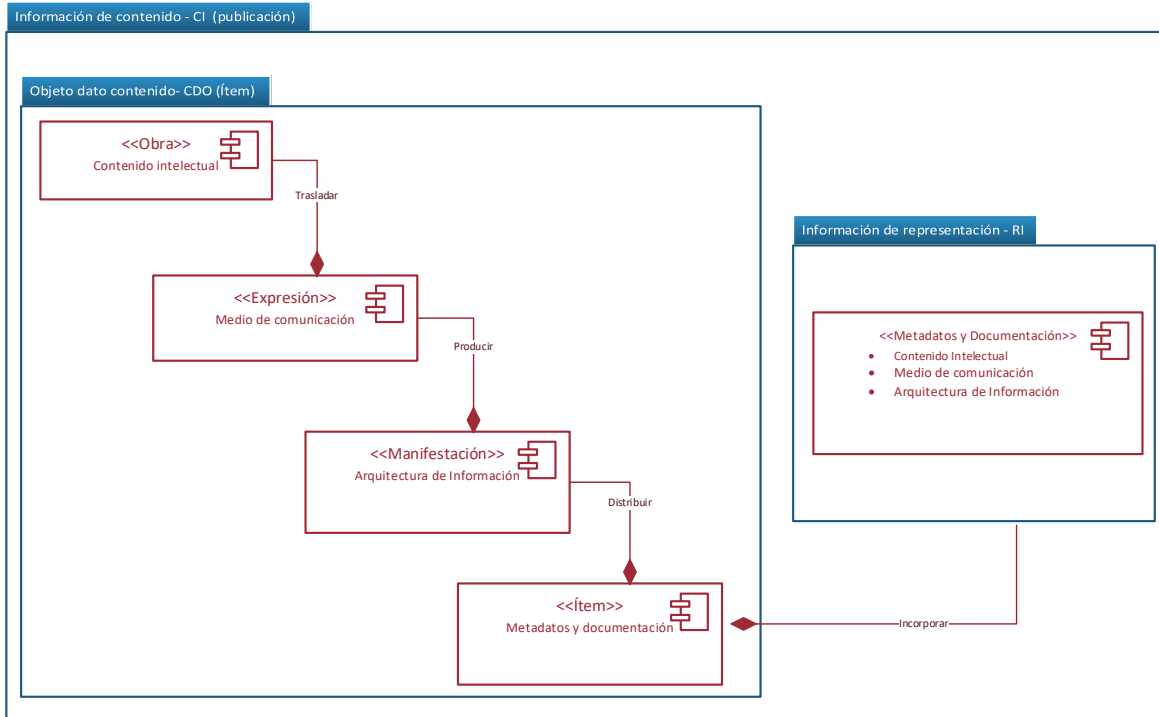 Información de contenido - CI  (publicación)
Objeto dato contenido- CDO (Ítem)
<<Obra>>
Contenido intelectual
Trasladar
<<Expresión>>
Medio de comunicación
Producir
<<Manifestación>>
Arquitectura de Información
Distribuir
<<Ítem>>
Metadatos y documentación
Información de representación - RI
<<Metadatos y Documentación>>
• Contenido Intelectual
• Medio de comunicación
• Arquitectura de Información
Incorporar